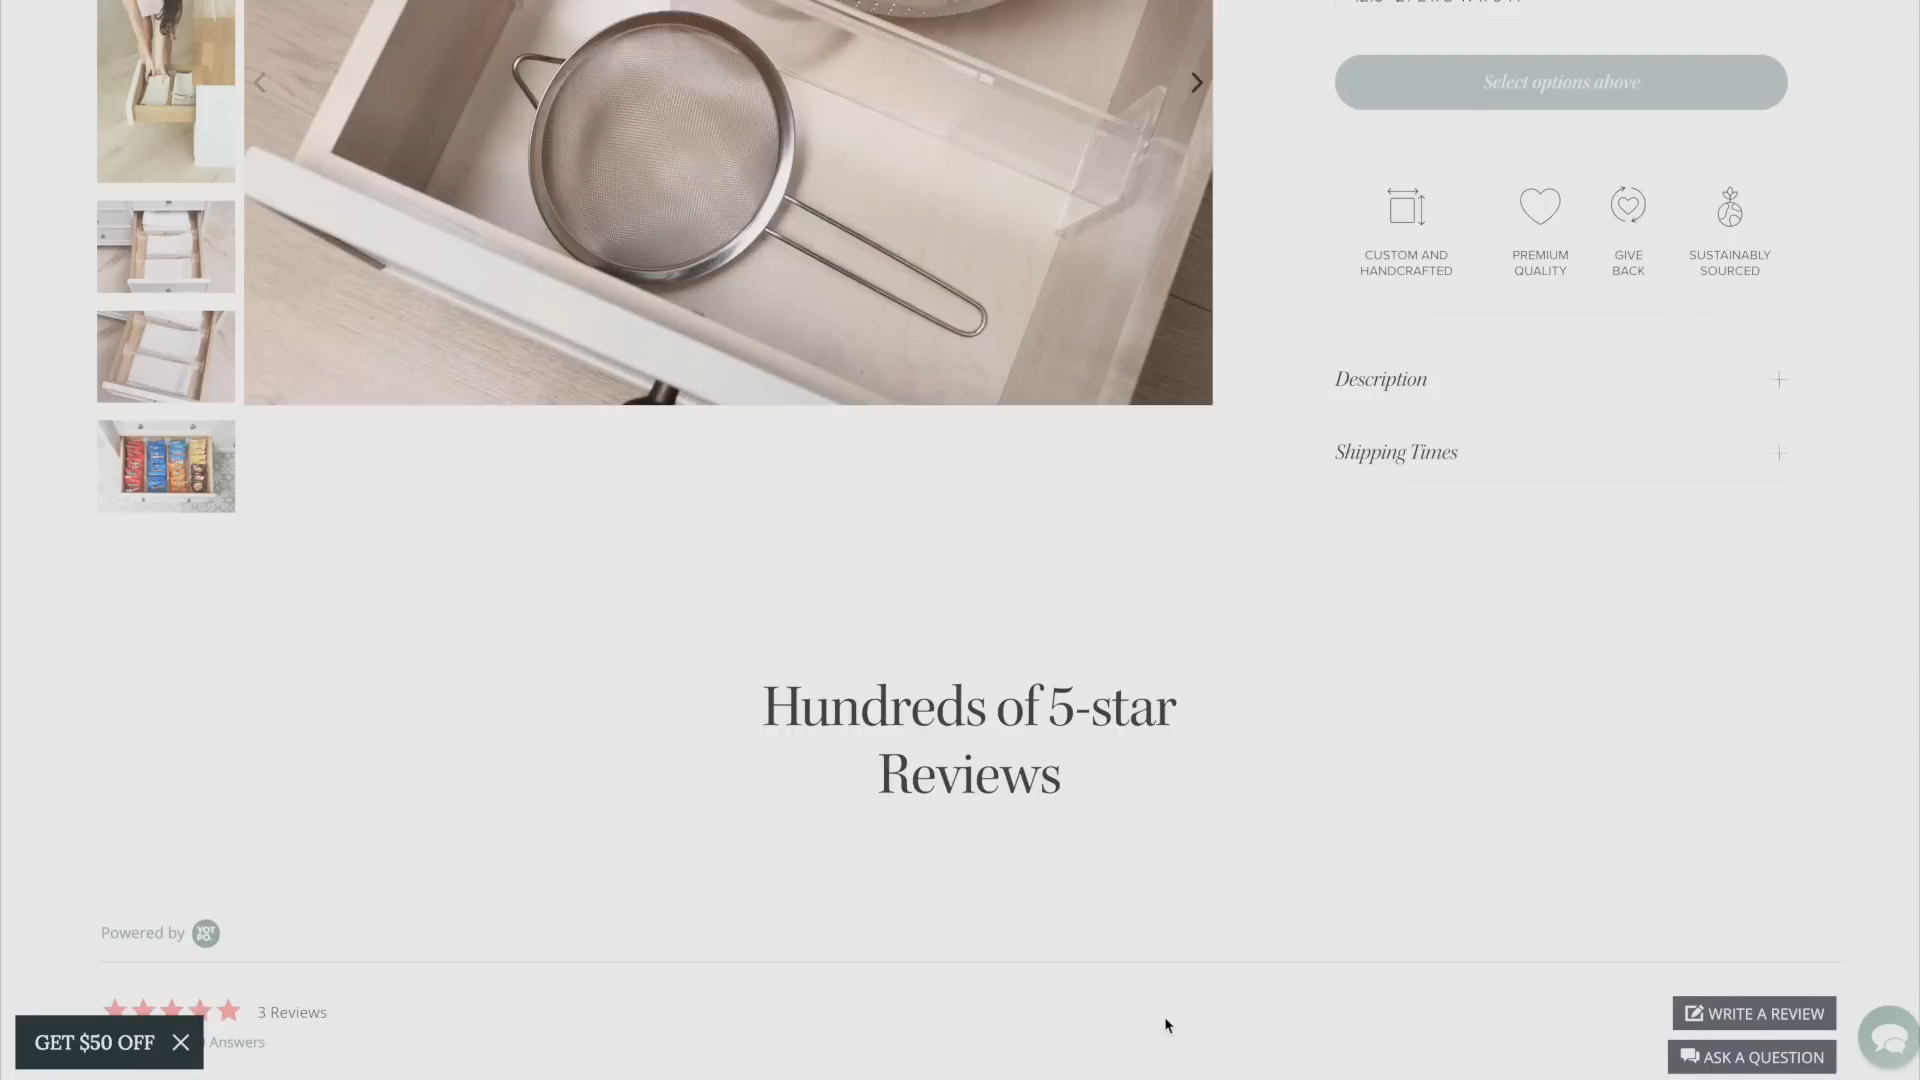 Select options above
CUSTOM AND
HANDCRAFTED
PREMIUM
QUALITY
GIVE
BACK
SUSTAINABLY
SOURCED
Description
Shipping Times
Hundreds of 5-star
Reviews
Powered by YOTPO.
3 Reviews
WRITE A REVIEW
GET $50 OFF
Answers
ASK A QUESTION